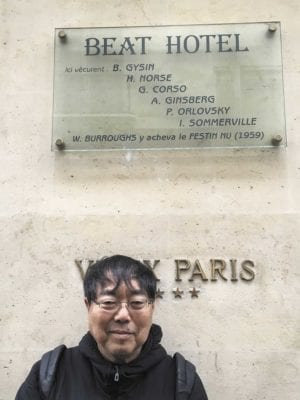 BEAT HOTEL
Ici vécurent : B. GYSIN
H. NORSE
G. CORSO
A. GINSBERG
P. ORLOVSKY
I. SOMMERVILLE
W. BURROUGHS y acheva le FESTIN NU (1959)
PARIS